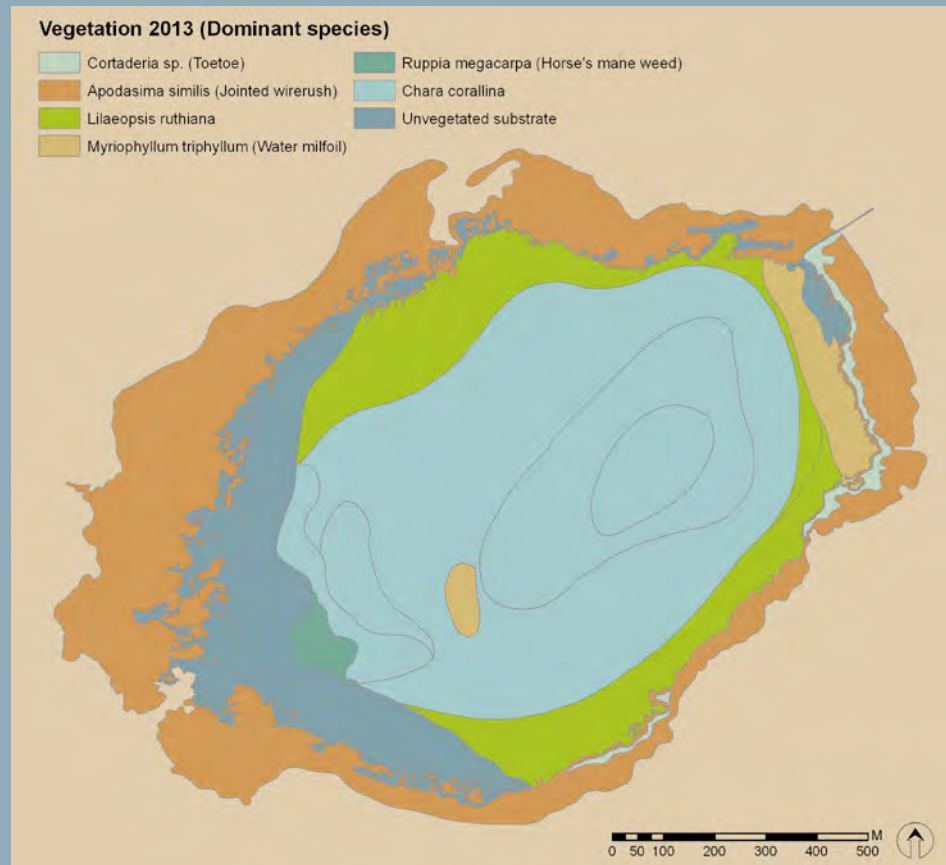 Vegetation 2013 (Dominant species)
Cortaderia sp. (Toetoe)
Apodasima similis (Jointed wirerush)
Lilaeopsis ruthiana
Myriophyllum triphyllum (Water milfoil)
Ruppia megacarpa (Horse's mane weed)
Chara corallina
Unvegetated substrate
M
0 50 100 200 300 400 500